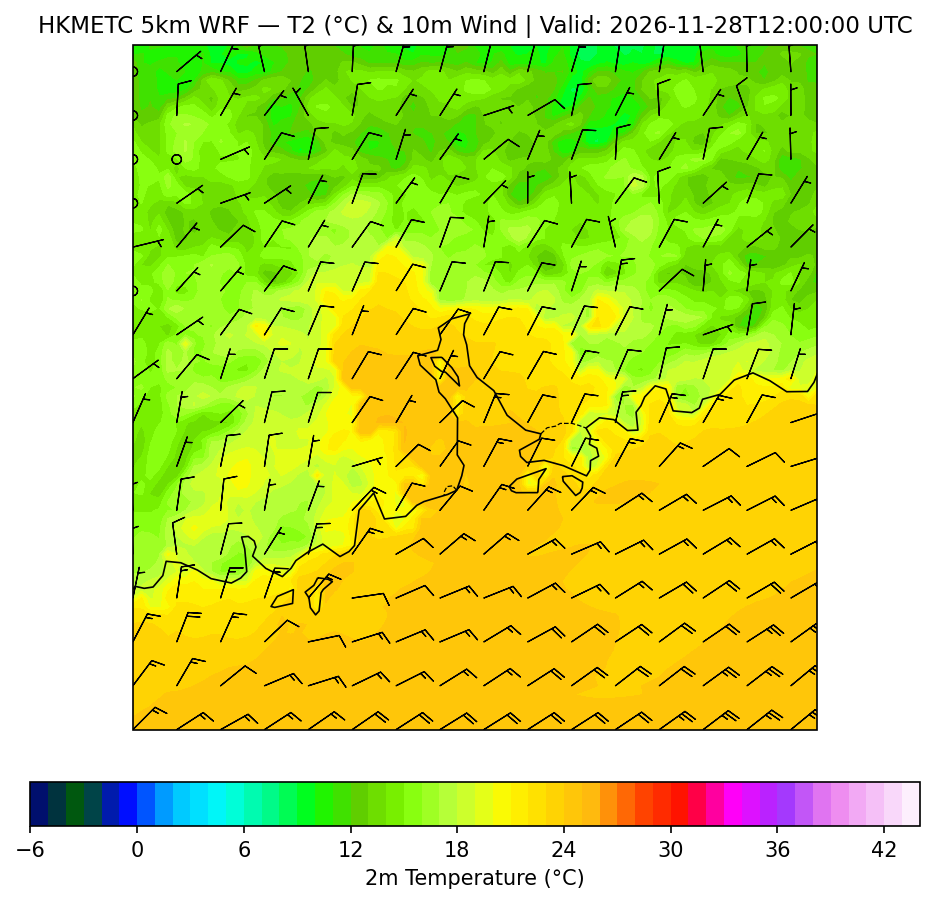 HKMETC 5km WRF — T2 (°C) & 10m Wind | Valid: 2026-11-28T12:00:00 UTC
−6 0 6 12 18 24 30 36 42
2m Temperature (°C)